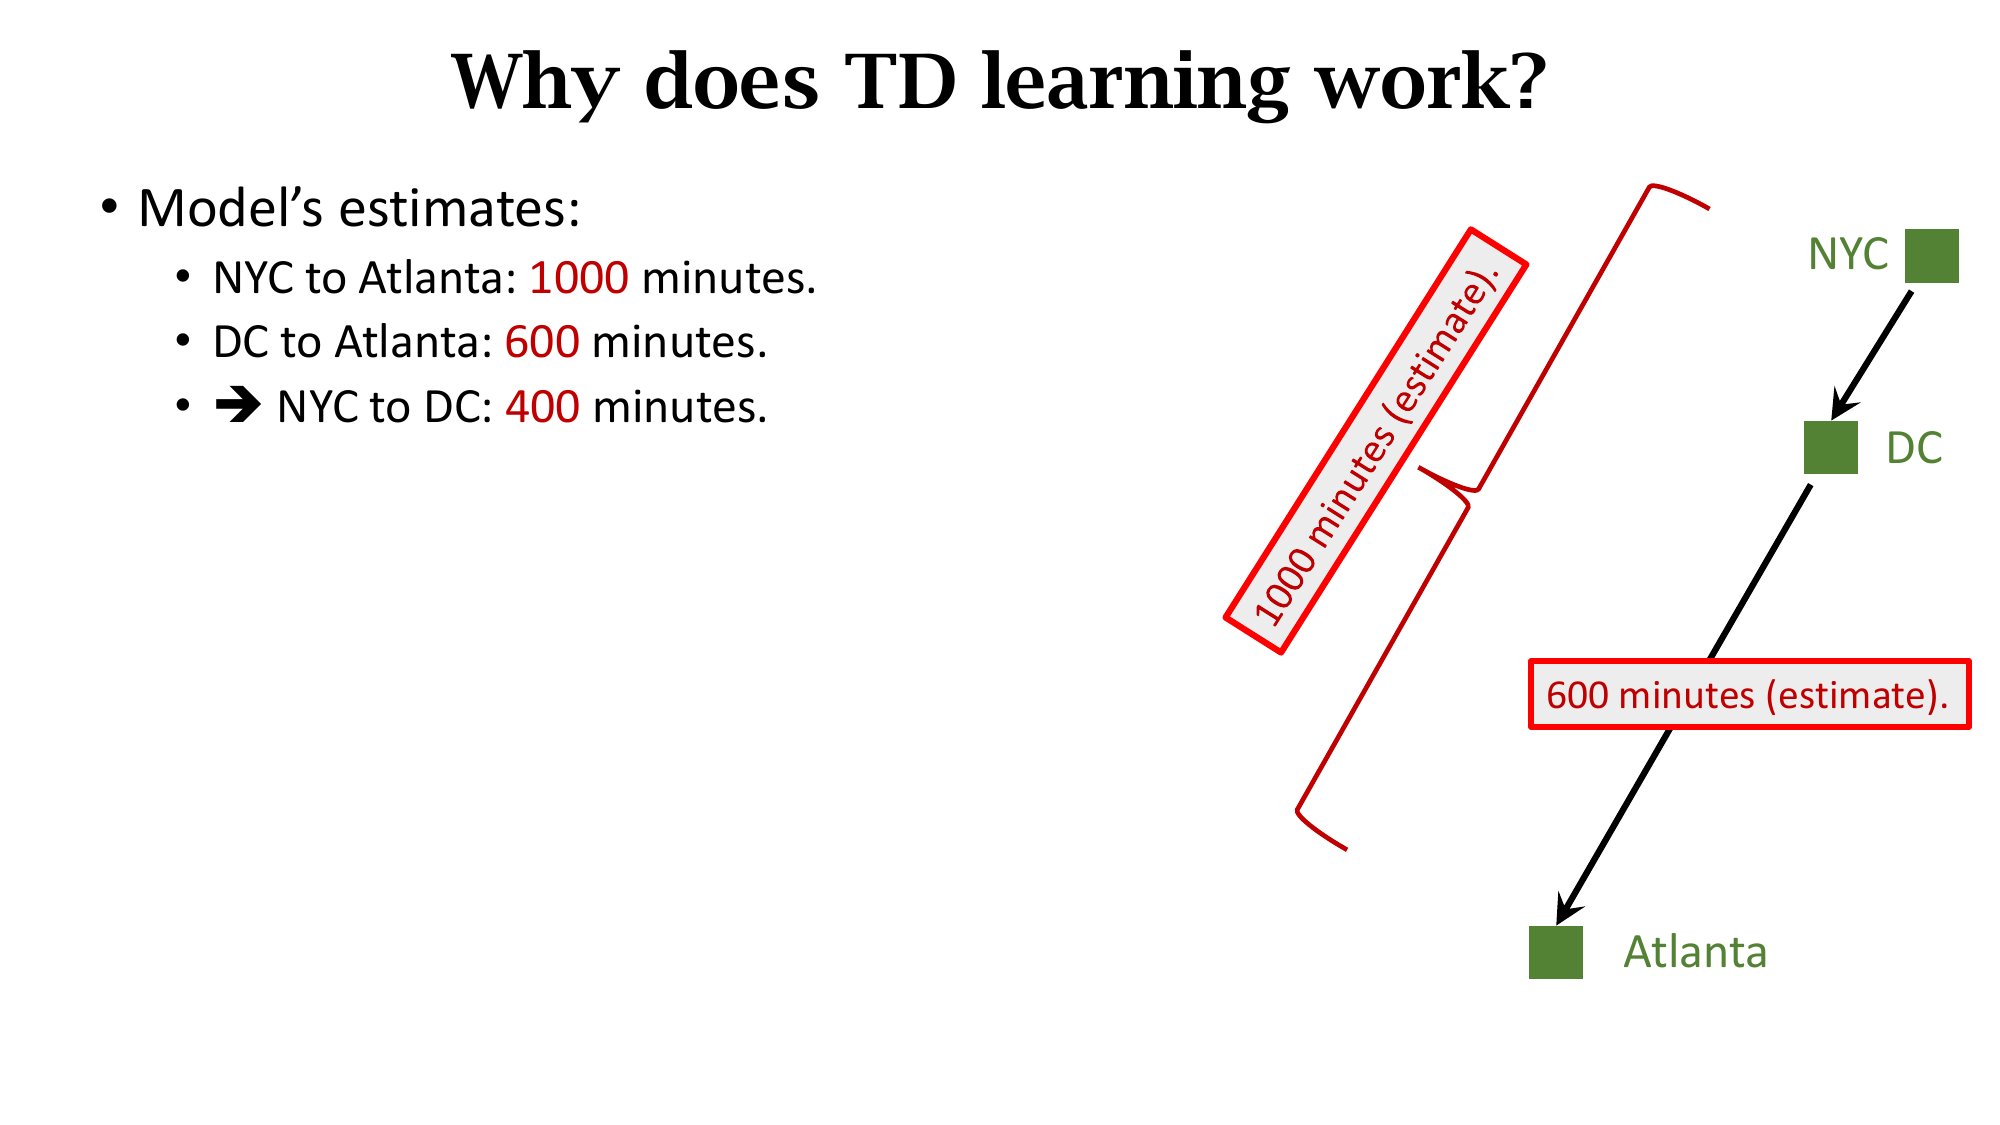 Why does TD learning work?
• Model’s estimates:
• NYC to Atlanta: 1000 minutes.
• DC to Atlanta: 600 minutes.
• ➔ NYC to DC: 400 minutes.
NYC
DC
1000 minutes (estimate).
600 minutes (estimate).
Atlanta